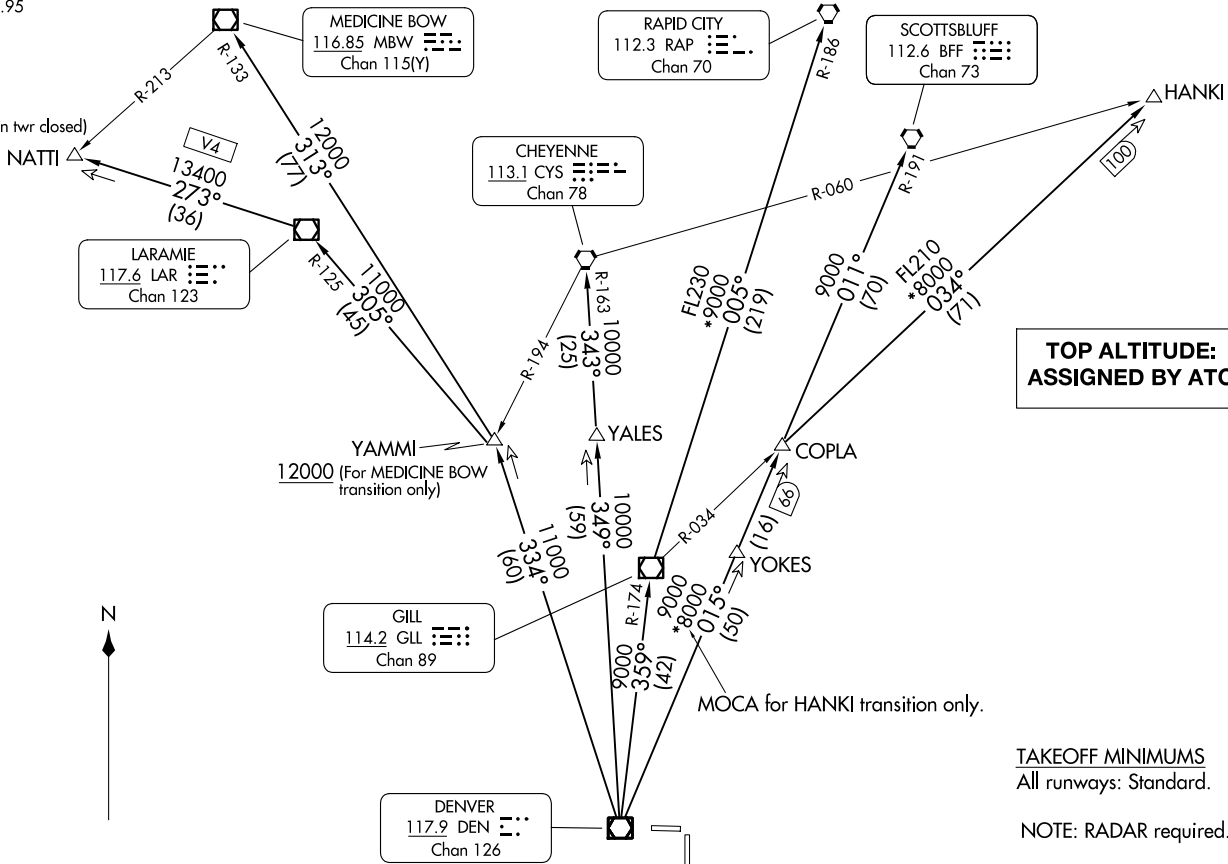 .95
MEDICINE BOW
116.85 MBW
Chan 115(Y)
RAPID CITY
112.3 RAP
Chan 70
SCOTTSBLUFF
112.6 BFF
Chan 73
R-133
R-213
R-186
HANKI
n twr closed)
NATTI
V4
13400
273°
(36)
12000
313°
(77)
CHEYENNE
113.1 CYS
Chan 78
R-060
R-191
100
LARAMIE
117.6 LAR
Chan 123
R-125
11000
305°
(45)
R-163
R-194
10000
343°
(25)
FL230
*9000
005°
(219)
9000
011°
(70)
FL210
*8000
034°
(71)
TOP ALTITUDE:
ASSIGNED BY ATC
YAMMI
12000 (For MEDICINE BOW
transition only)
YALES
COPLA
66
(16)
R-034
YOKES
11000
334°
(60)
10000
349°
(59)
R-174
9000
359°
(42)
9000
*8000
015°
(50)
N
GILL
114.2 GLL
Chan 89
MOCA for HANKI transition only.
DENVER
117.9 DEN
Chan 126
TAKEOFF MINIMUMS
All runways: Standard.
NOTE: RADAR required.